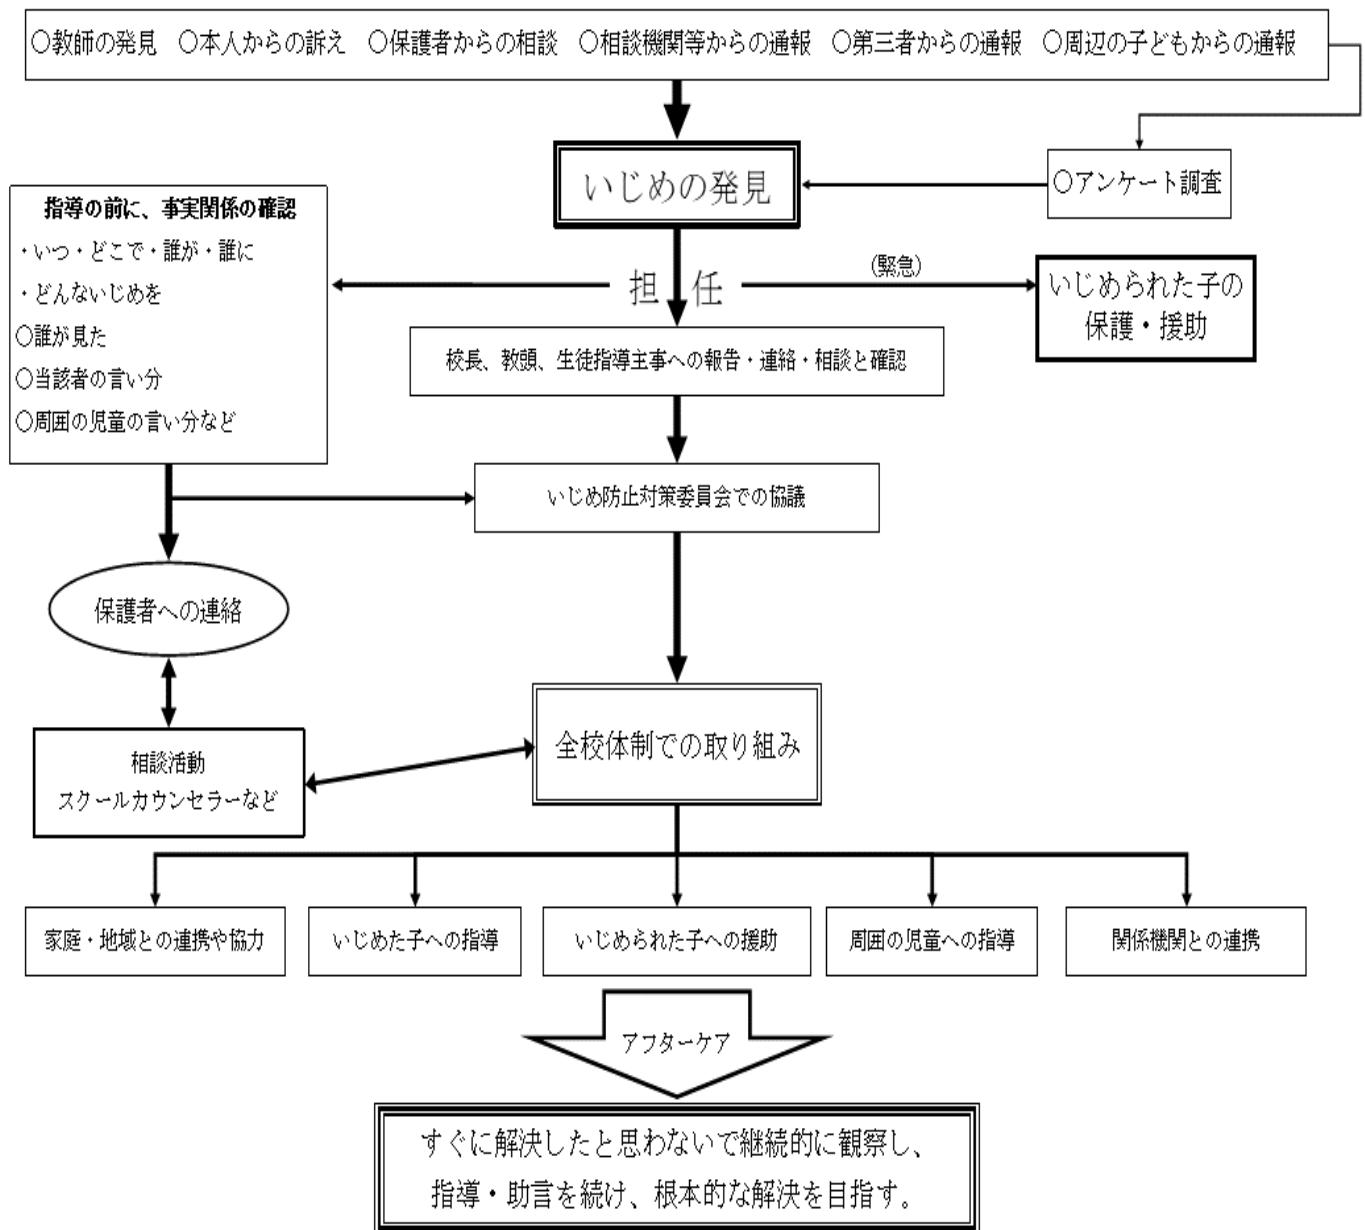 ○教師の発見 ○本人からの訴え ○保護者からの相談 ○相談機関等からの通報 ○第三者からの通報 ○周辺の子どもからの通報
いじめの発見
○アンケート調査
指導の前に、事実関係の確認
・いつ・どこで・誰が・誰に
・どんないじめを
○誰が見た
○当該者の言い分
○周囲の児童の言い分など
担 任
(緊急)
いじめられた子の
保護・援助
校長、教頭、生徒指導主事への報告・連絡・相談と確認
いじめ防止対策委員会での協議
保護者への連絡
全校体制での取り組み
相談活動
スクールカウンセラーなど
家庭・地域との連携や協力
いじめた子への指導
いじめられた子への援助
周囲の児童への指導
関係機関との連携
アフターケア
すぐに解決したと思わないで継続的に観察し、
指導・助言を続け、根本的な解決を目指す。